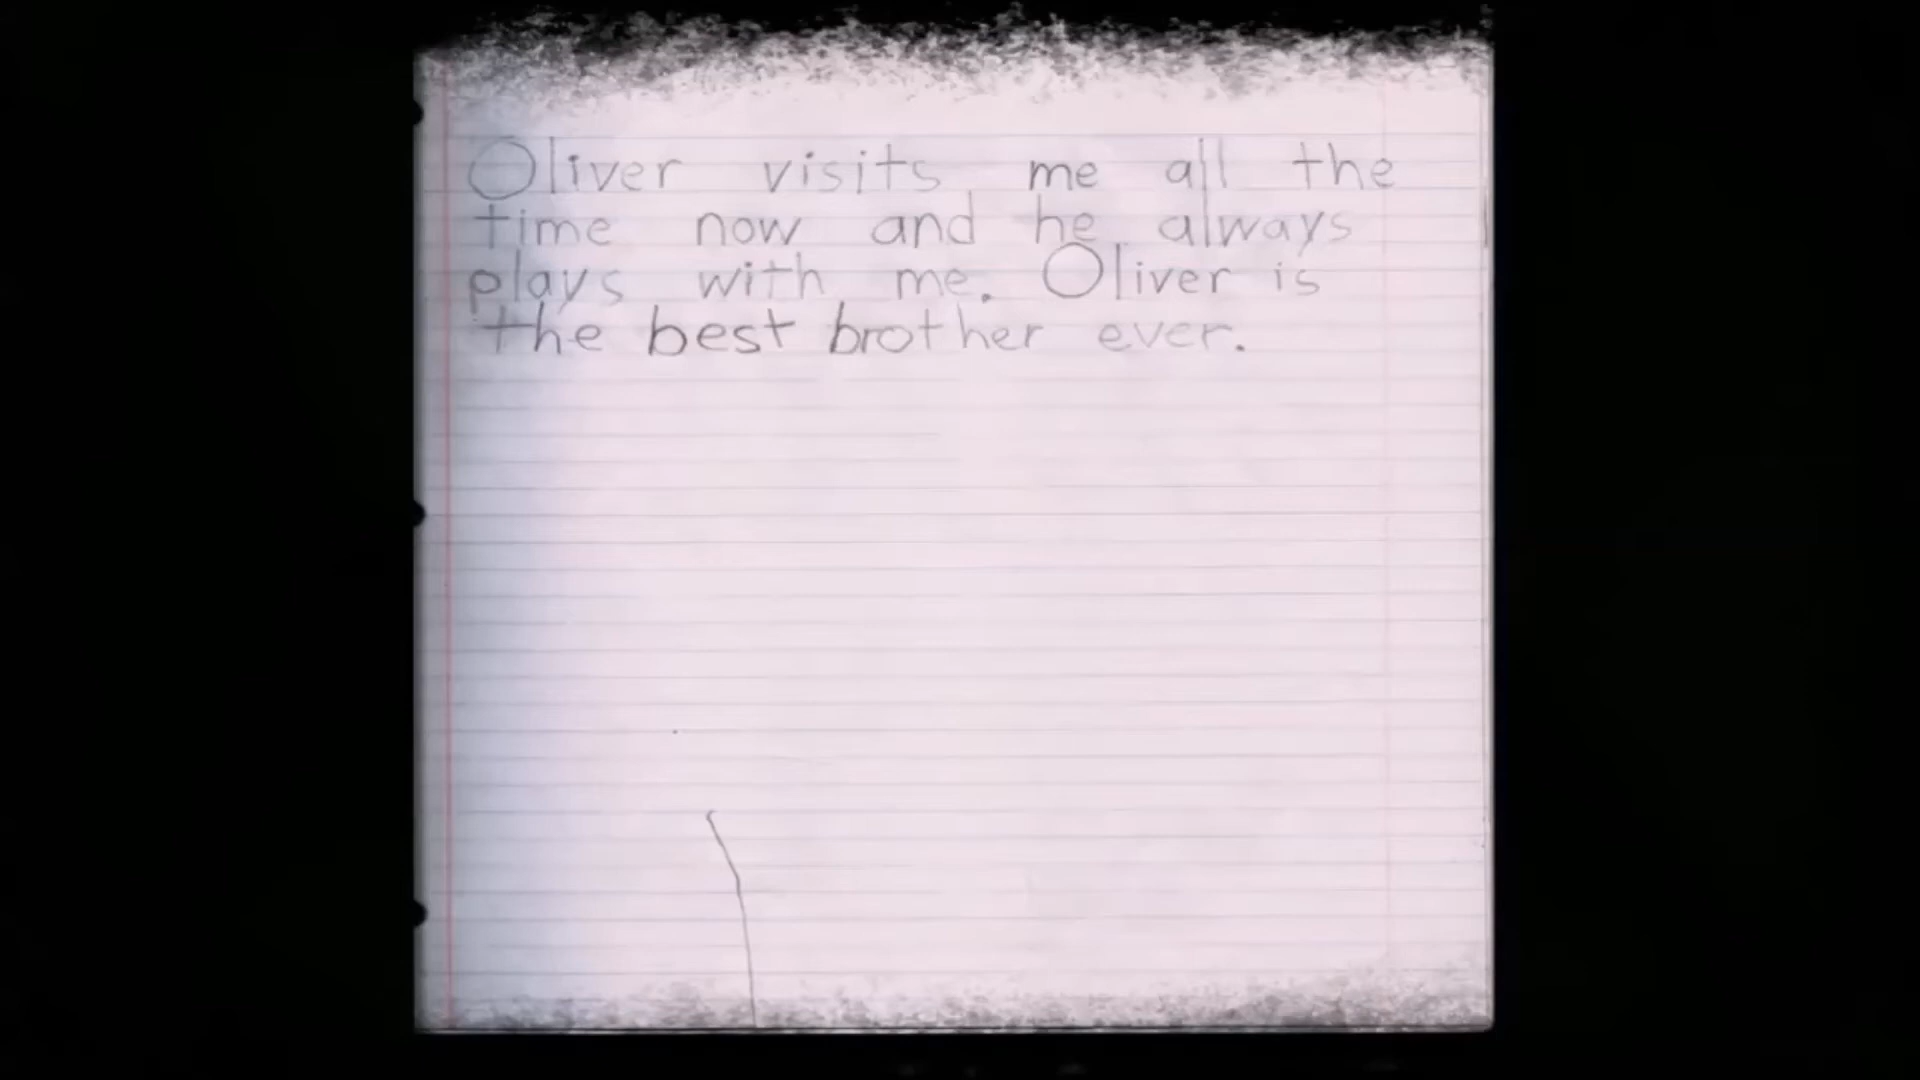 Oliver visits me all the
time now and he always
plays with me. Oliver is
the best brother ever.